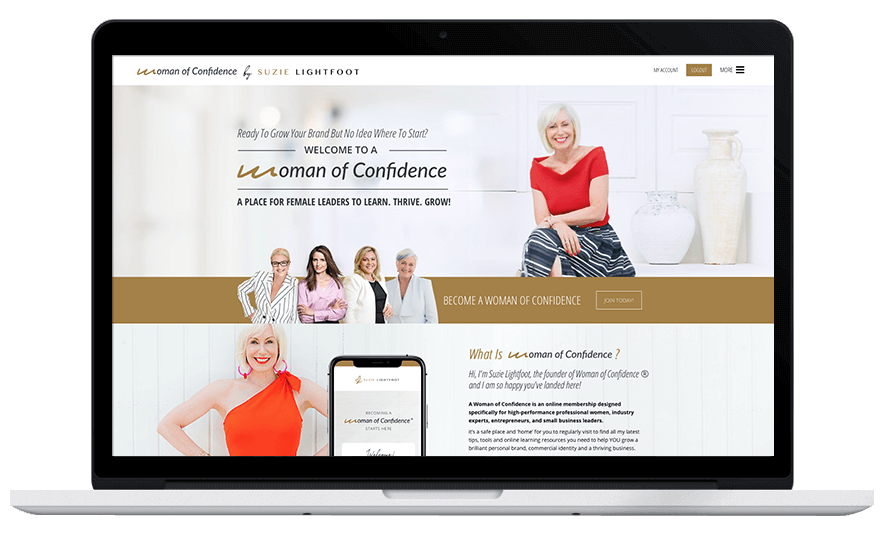 Woman of Confidence by SUZIE LIGHTFOOT
MY ACCOUNT LOGOUT MORE
Ready To Grow Your Brand But No Idea Where To Start?
WELCOME TO A
Woman of Confidence
A PLACE FOR FEMALE LEADERS TO LEARN. THRIVE. GROW!
BECOME A WOMAN OF CONFIDENCE JOIN TODAY!
What Is Woman of Confidence ?
Hi, I'm Suzie Lightfoot, the founder of Woman of Confidence ®
and I am so happy you've landed here!
A Woman of Confidence is an online membership designed
specifically for high-performance professional women, industry
experts, entrepreneurs, and small business leaders.
It's a safe place and 'home' for you to regularly visit to find all my latest
tips, tools and online learning resources you need to help YOU grow a
brilliant personal brand, commercial identity and a thriving business.
SUZIE LIGHTFOOT
BECOMING A
Woman of Confidence™
STARTS HERE
Welcome!